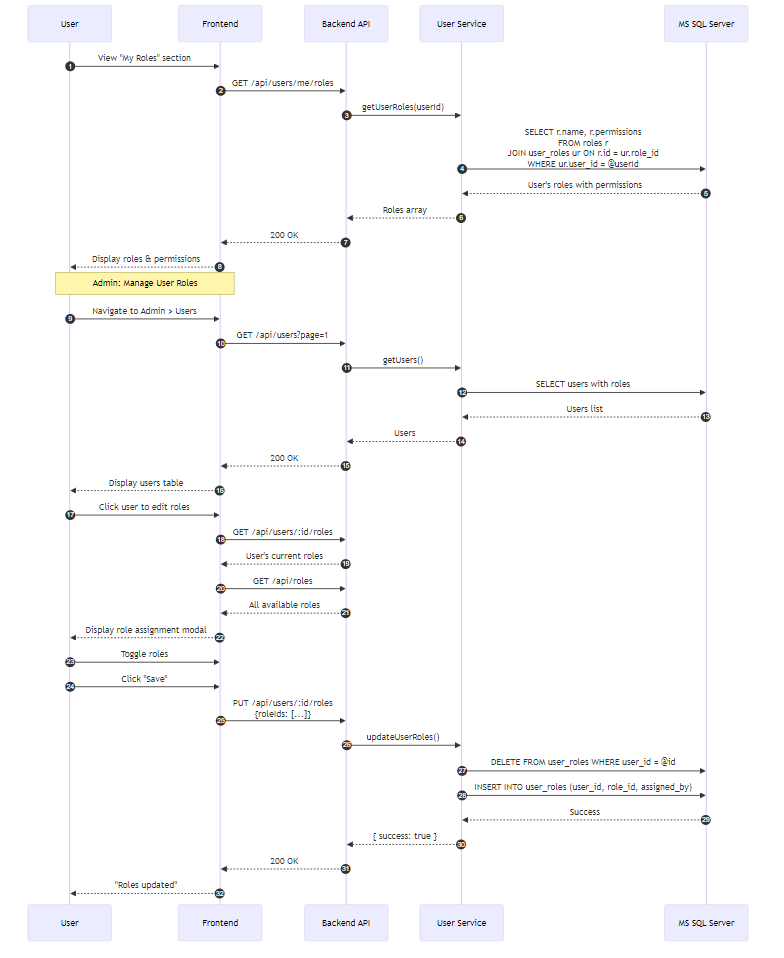 User
Frontend
Backend API
User Service
MS SQL Server
View "My Roles" section
1
2
GET /api/users/me/roles
3
getUserRoles(userId)
SELECT r.name, r.permissions
FROM roles r
JOIN user_roles ur ON r.id = ur.role_id
WHERE ur.user_id = @userId
4
User's roles with permissions
5
Roles array
6
200 OK
7
Display roles & permissions
8
Admin: Manage User Roles
Navigate to Admin > Users
9
GET /api/users?page=1
10
getUsers()
11
SELECT users with roles
12
Users list
13
Users
14
200 OK
15
Display users table
16
Click user to edit roles
17
GET /api/users/:id/roles
18
User's current roles
19
GET /api/roles
20
All available roles
21
Display role assignment modal
22
Toggle roles
23
Click "Save"
24
PUT /api/users/:id/roles
{roleIds: [...]}
25
updateUserRoles()
26
DELETE FROM user_roles WHERE user_id = @id
27
INSERT INTO user_roles (user_id, role_id, assigned_by)
28
Success
29
{ success: true }
30
200 OK
31
"Roles updated"
32
User
Frontend
Backend API
User Service
MS SQL Server